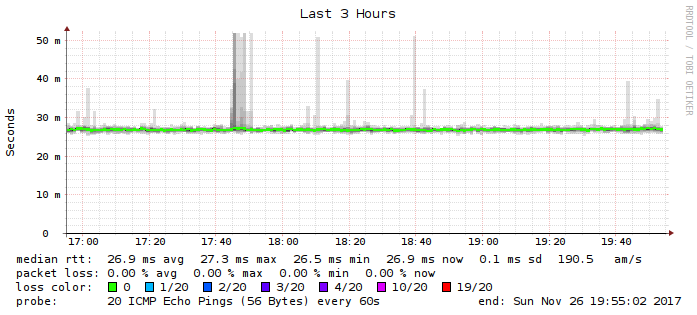 Last 3 Hours
RRDTOOL / TOBI OETIKER
Seconds
50 m
40 m
30 m
20 m
10 m
0
17:00 17:20 17:40 18:00 18:20 18:40 19:00 19:20 19:40
median rtt: 26.9 ms avg 27.3 ms max 26.5 ms min 26.9 ms now 0.1 ms sd 190.5 am/s
packet loss: 0.00 % avg 0.00 % max 0.00 % min 0.00 % now
loss color: 0 1/20 2/20 3/20 4/20 10/20 19/20
probe: 20 ICMP Echo Pings (56 Bytes) every 60s end: Sun Nov 26 19:55:02 2017